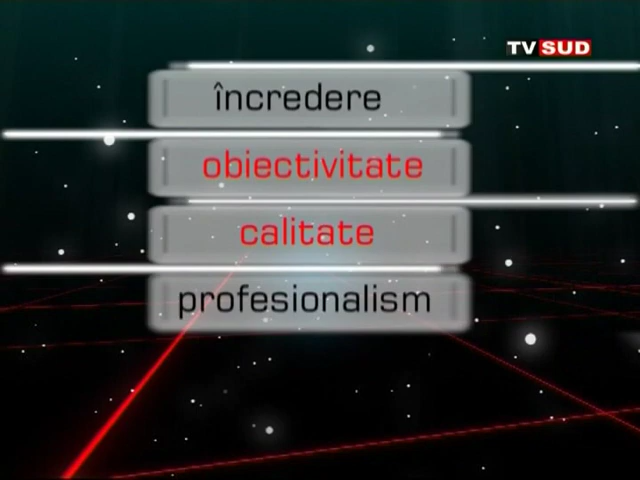 TV SUD
încredere
obiectivitate
calitate
profesionalism